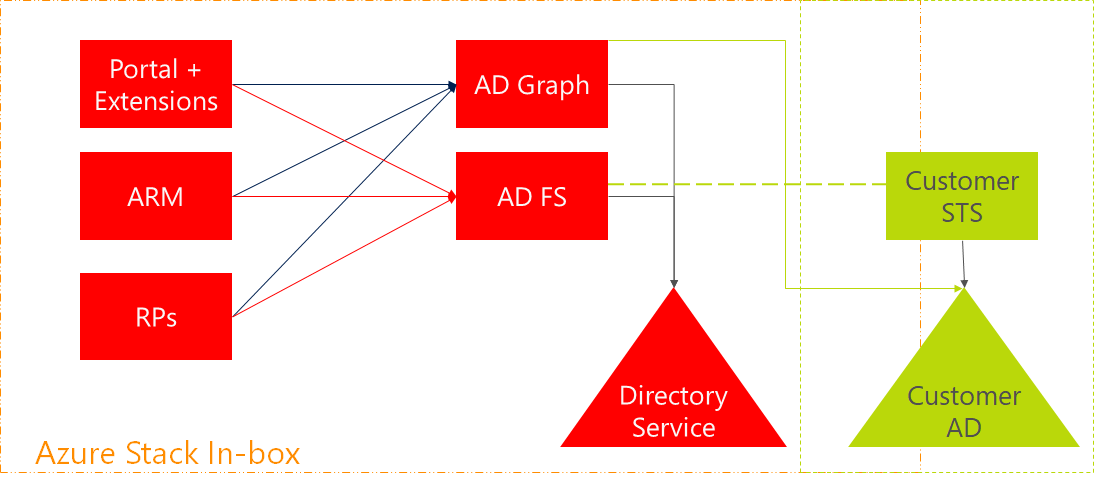 Portal +
Extensions
AD Graph
ARM
AD FS
Customer
STS
RPs
Directory
Service
Customer
AD
Azure Stack In-box